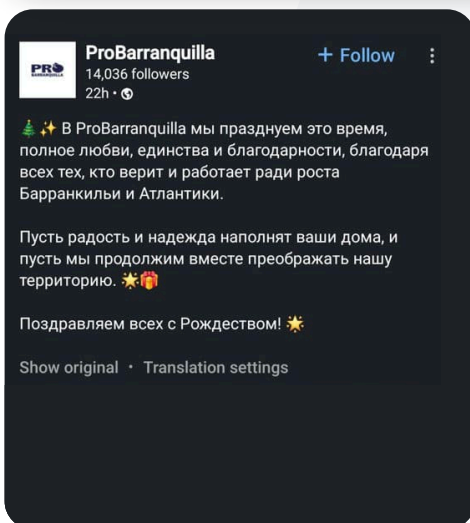 PRO
BARRANQUILLA
ProBarranquilla
+ Follow
14,036 followers
22h •
🎄✨ В ProBarranquilla мы празднуем это время,
полное любви, единства и благодарности, благодаря
всех тех, кто верит и работает ради роста
Барранкильи и Атлантики.
Пусть радость и надежда наполнят ваши дома, и
пусть мы продолжим вместе преображать нашу
территорию. 🌟🎁
Поздравляем всех с Рождеством! 🌟
Show original • Translation settings